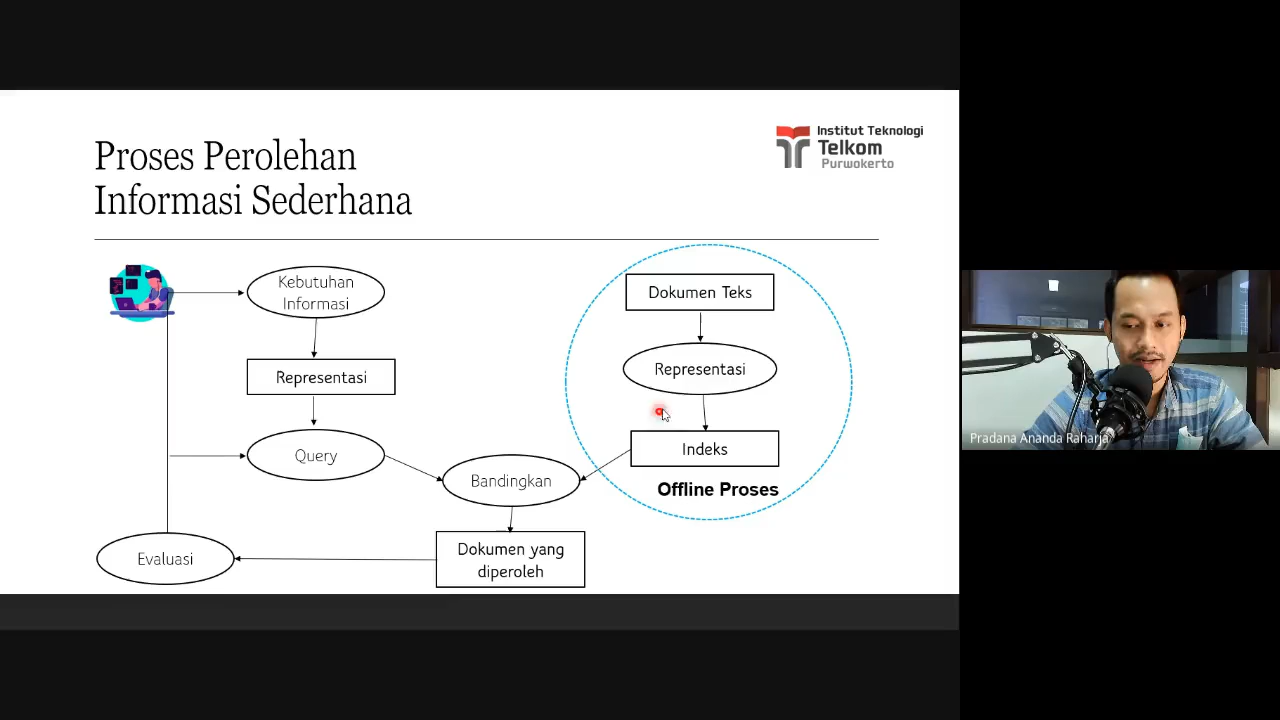 Proses Perolehan
Informasi Sederhana
Institut Teknologi
Telkom
Purwokerto
Kebutuhan
Informasi
Representasi
Query
Bandingkan
Dokumen yang
diperoleh
Evaluasi
Dokumen Teks
Representasi
Indeks
Offline Proses
Pradana Ananda Raharja